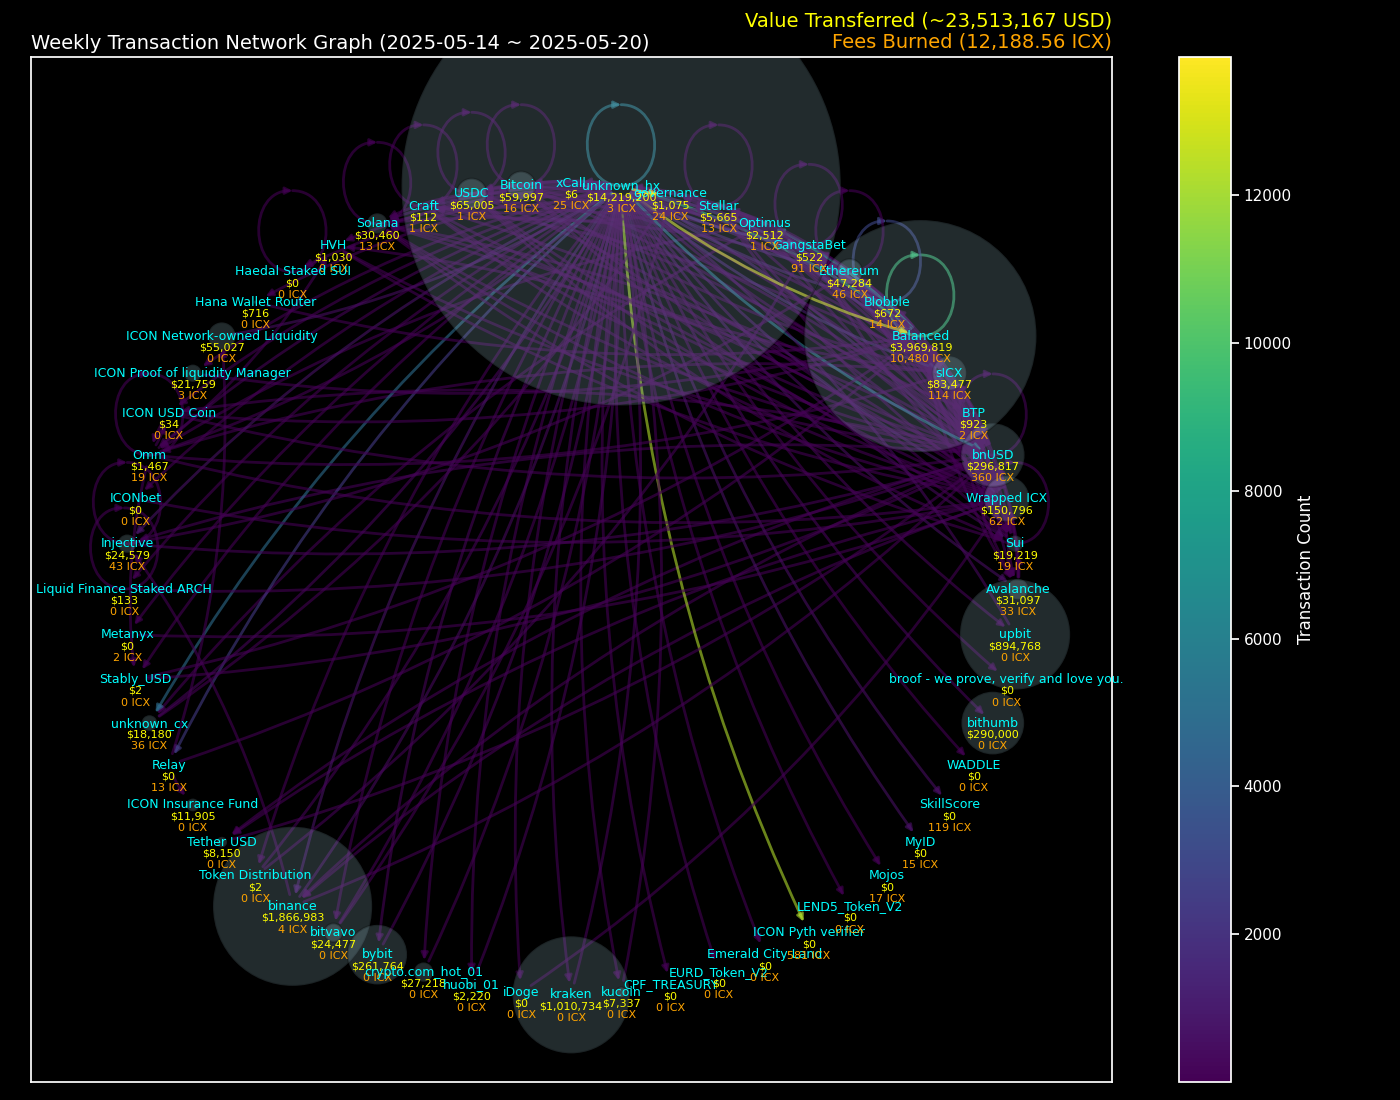 Value Transferred (~23,513,167 USD)
Weekly Transaction Network Graph (2025-05-14 ~ 2025-05-20)
Fees Burned (12,188.56 ICX)
xCall
$6
25 ICX
unknown_hx
$14,219,200
3 ICX
governance
$1,075
24 ICX
Bitcoin
$59,997
16 ICX
USDC
$65,005
1 ICX
Stellar
$5,665
13 ICX
Craft
$112
1 ICX
Optimus
$2,512
1 ICX
Solana
$30,460
13 ICX
GangstaBet
$522
91 ICX
HVH
$1,030
0 ICX
Ethereum
$47,284
46 ICX
Haedal Staked SUI
$0
0 ICX
Blobble
$672
14 ICX
Hana Wallet Router
$716
0 ICX
Balanced
$3,969,819
10,480 ICX
ICON Network-owned Liquidity
$55,027
0 ICX
sICX
$83,477
114 ICX
ICON Proof of liquidity Manager
$21,759
3 ICX
BTP
$923
2 ICX
ICON USD Coin
$34
0 ICX
bnUSD
$296,817
360 ICX
Omm
$1,467
19 ICX
Wrapped ICX
$150,796
62 ICX
ICONbet
$0
0 ICX
Sui
$19,219
19 ICX
Injective
$24,579
43 ICX
Avalanche
$31,097
33 ICX
Liquid Finance Staked ARCH
$133
0 ICX
upbit
$894,768
0 ICX
Metanyx
$0
2 ICX
broof - we prove, verify and love you.
$0
0 ICX
Stably_USD
$2
0 ICX
bithumb
$290,000
0 ICX
unknown_cx
$18,180
36 ICX
WADDLE
$0
0 ICX
Relay
$0
13 ICX
SkillScore
$0
119 ICX
ICON Insurance Fund
$11,905
0 ICX
MyID
$0
15 ICX
Tether USD
$8,150
0 ICX
Mojos
$0
17 ICX
Token Distribution
$2
0 ICX
LEND5_Token_V2
$0
0 ICX
binance
$1,866,983
4 ICX
ICON Pyth verifier
$0
ICX
bitvavo
$24,477
0 ICX
Emerald City Land
$0
0 ICX
bybit
$261,764
0 ICX
EURD_Token_V2
$0
0 ICX
crypto.com_hot_01
$27,218
0 ICX
CPF_TREASURY
$0
0 ICX
huobi_01
$2,220
0 ICX
iDoge
$0
0 ICX
kraken
$1,010,734
0 ICX
kucoin
$7,337
0 ICX
12000
10000
8000
6000
4000
2000
Transaction Count